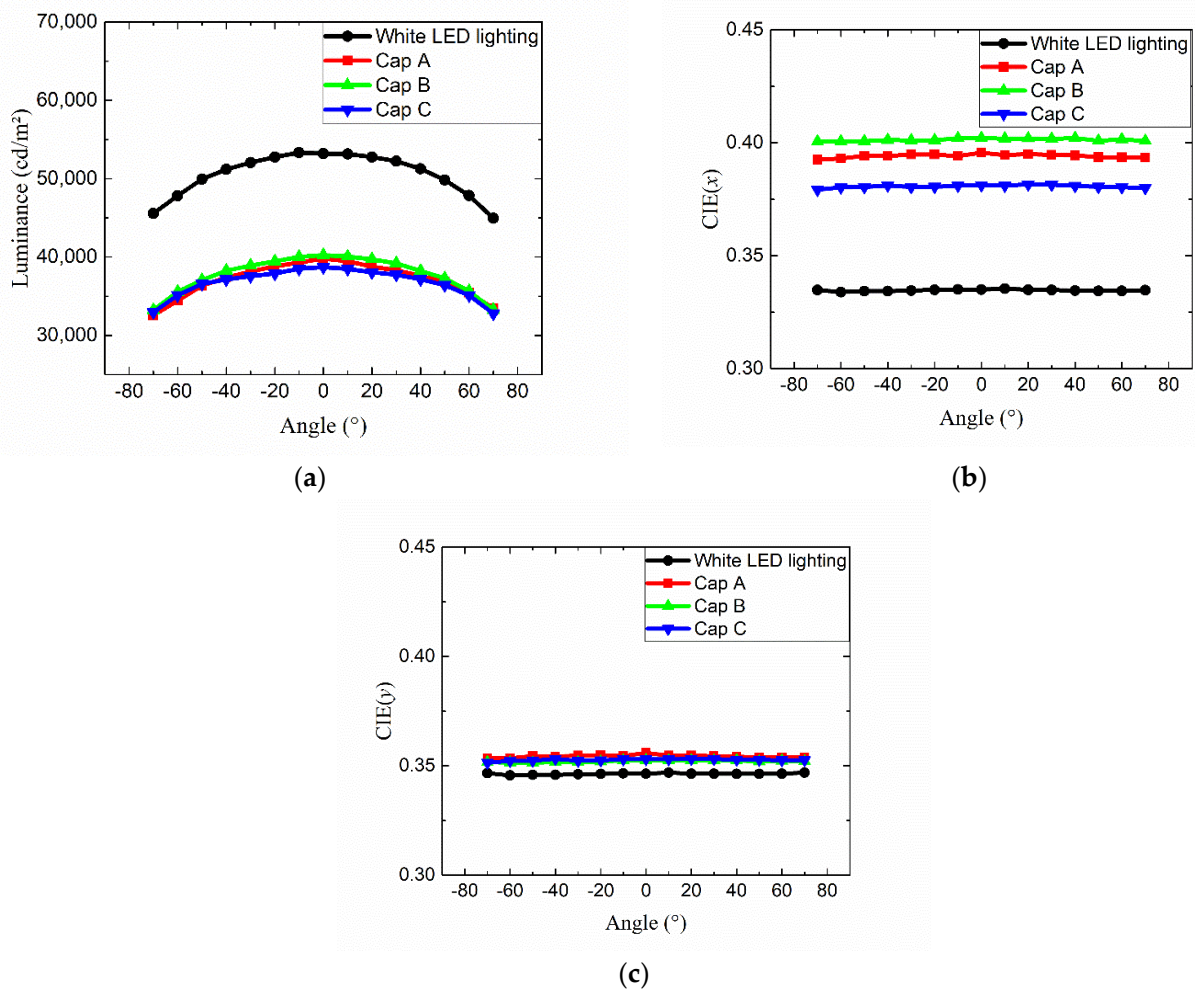 70,000
60,000
50,000
40,000
30,000
Luminance (cd/m²)
White LED lighting
Cap A
Cap B
Cap C
-80 -60 -40 -20 0 20 40 60 80
Angle (°)
(a)
0.45
0.40
0.35
0.30
CIE(x)
White LED lighting
Cap A
Cap B
Cap C
-80 -60 -40 -20 0 20 40 60 80
Angle (°)
(b)
0.45
0.40
0.35
0.30
CIE(y)
White LED lighting
Cap A
Cap B
Cap C
-80 -60 -40 -20 0 20 40 60 80
Angle (°)
(c)